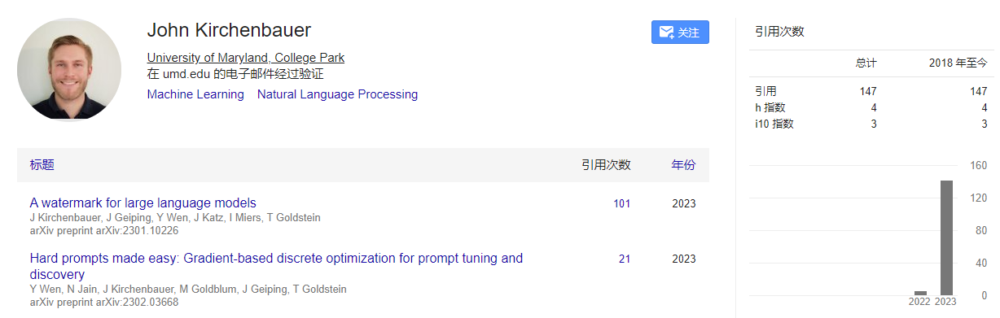 John Kirchenbauer
关注
University of Maryland, College Park
在 umd.edu 的电子邮件经过验证
Machine Learning Natural Language Processing
标题 引用次数 年份
A watermark for large language models 101 2023
J Kirchenbauer, J Geiping, Y Wen, J Katz, I Miers, T Goldstein
arXiv preprint arXiv:2301.10226
Hard prompts made easy: Gradient-based discrete optimization for prompt tuning and 21 2023
discovery
Y Wen, N Jain, J Kirchenbauer, M Goldblum, J Geiping, T Goldstein
arXiv preprint arXiv:2302.03668
引用次数
总计 2018 年至今
引用 147 147
h 指数 4 4
i10 指数 3 3
160
120
80
40
0
2022 2023